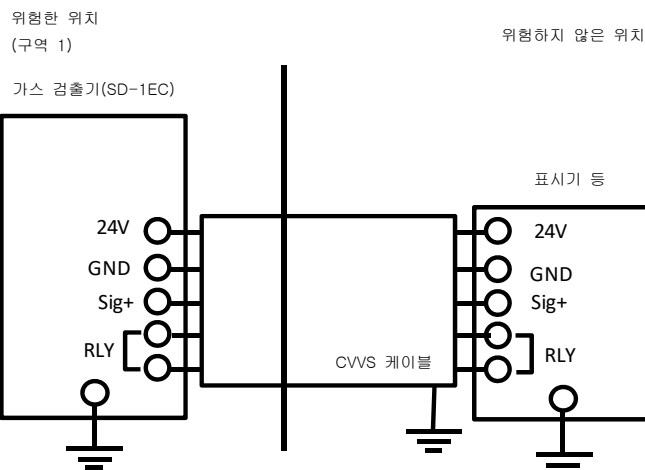 위험한 위치
(구역 1)
위험하지 않은 위치
가스 검출기(SD-1EC)
표시기 등
24V
GND
Sig+
RLY
CVVS 케이블
24V
GND
Sig+
RLY